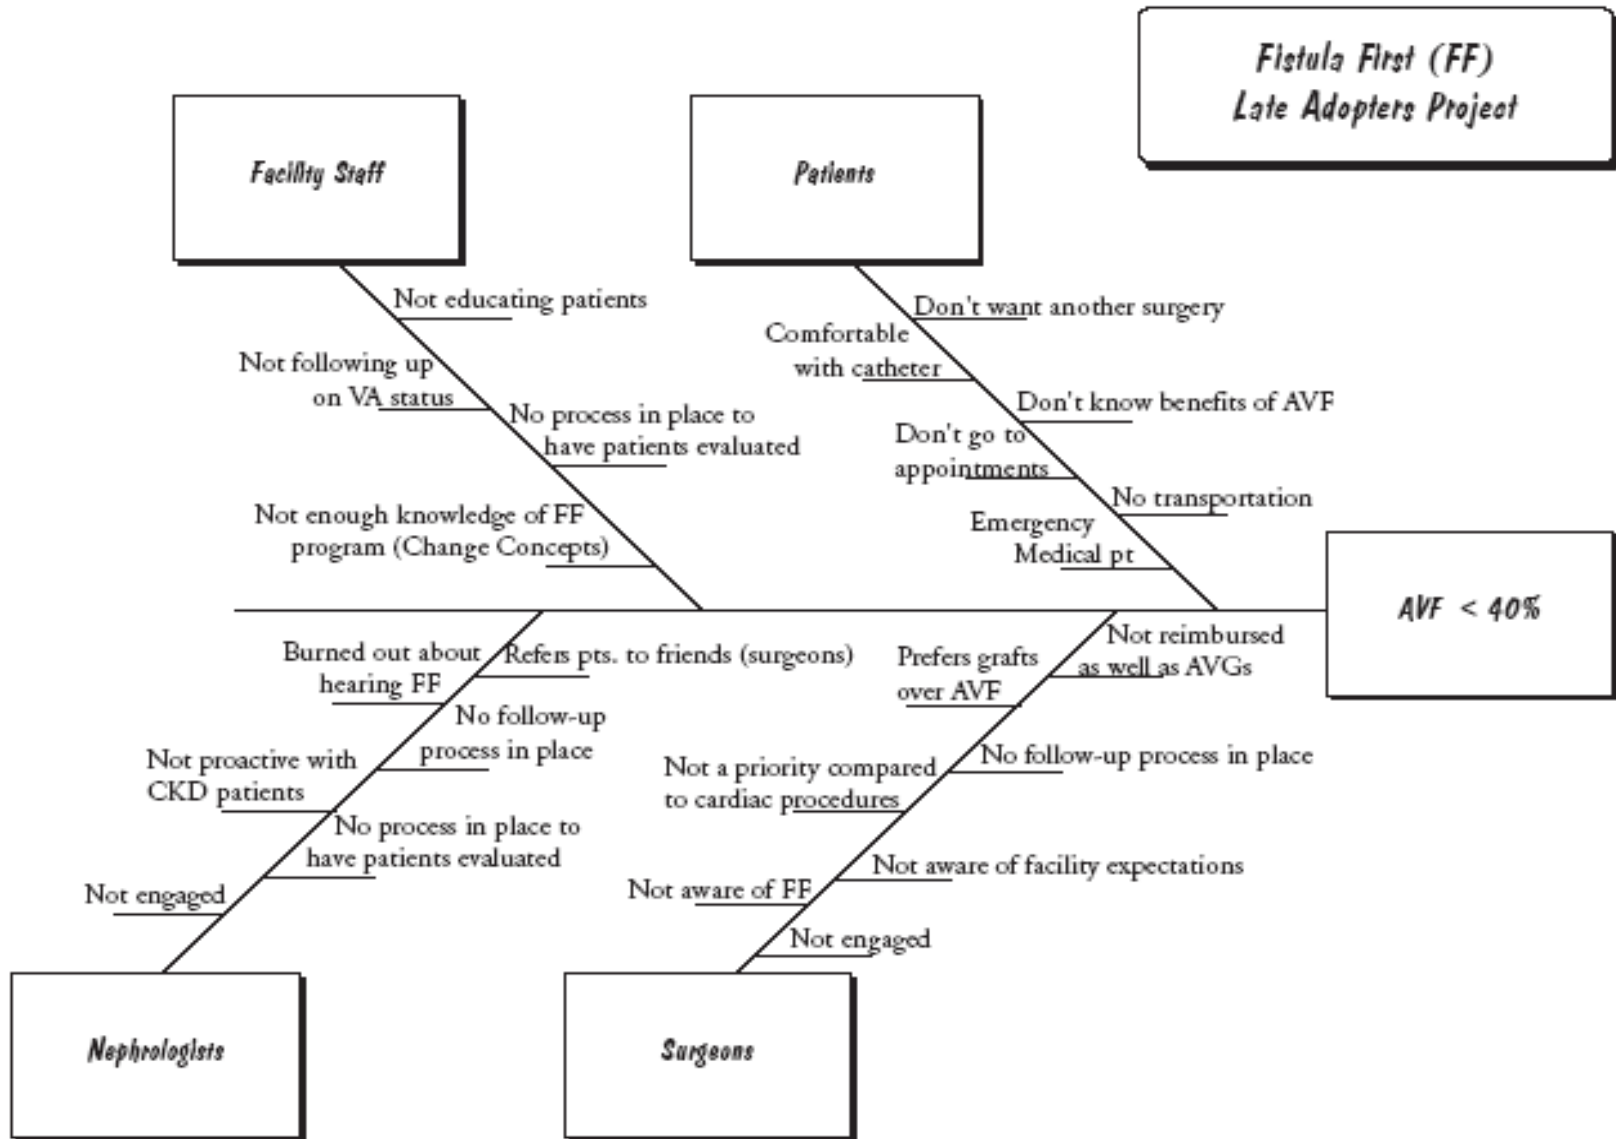 Fistula First (FF)
Late Adopters Project
Facility Staff
Not educating patients
Not following up
on VA status
No process in place to
have patients evaluated
Not enough knowledge of FF
program (Change Concepts)
Patients
Don't want another surgery
Comfortable
with catheter
Don't know benefits of AVF
Don't go to
appointments
No transportation
Emergency
Medical pt
AVF < 40%
Burned out about
hearing FF
Refers pts. to friends (surgeons)
No follow-up
process in place
Not proactive with
CKD patients
No process in place to
have patients evaluated
Not engaged
Nephrologists
Not reimbursed
as well as AVGs
Prefers grafts
over AVF
No follow-up process in place
Not a priority compared
to cardiac procedures
Not aware of facility expectations
Not aware of FF
Not engaged
Surgeons